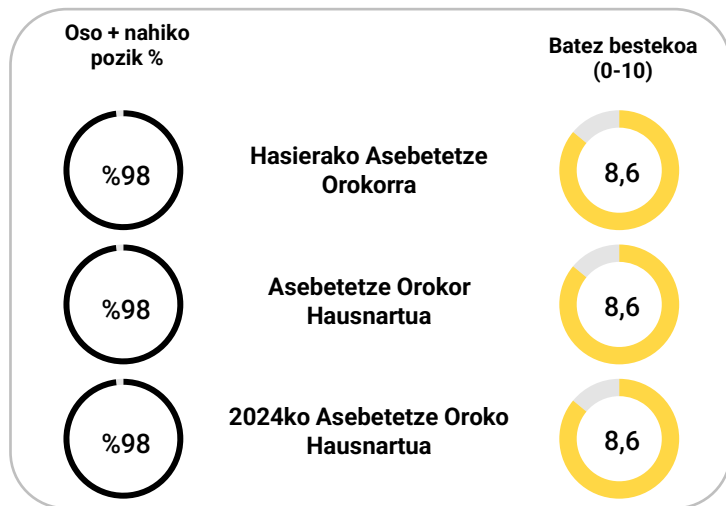 Oso + nahiko
pozik %
Batez bestekoa
(0-10)
%98
Hasierako Asebetetze
Orokorra
8,6
%98
Asebetetze Orokor
Hausnartua
8,6
%98
2024ko Asebetetze Oroko
Hausnartua
8,6